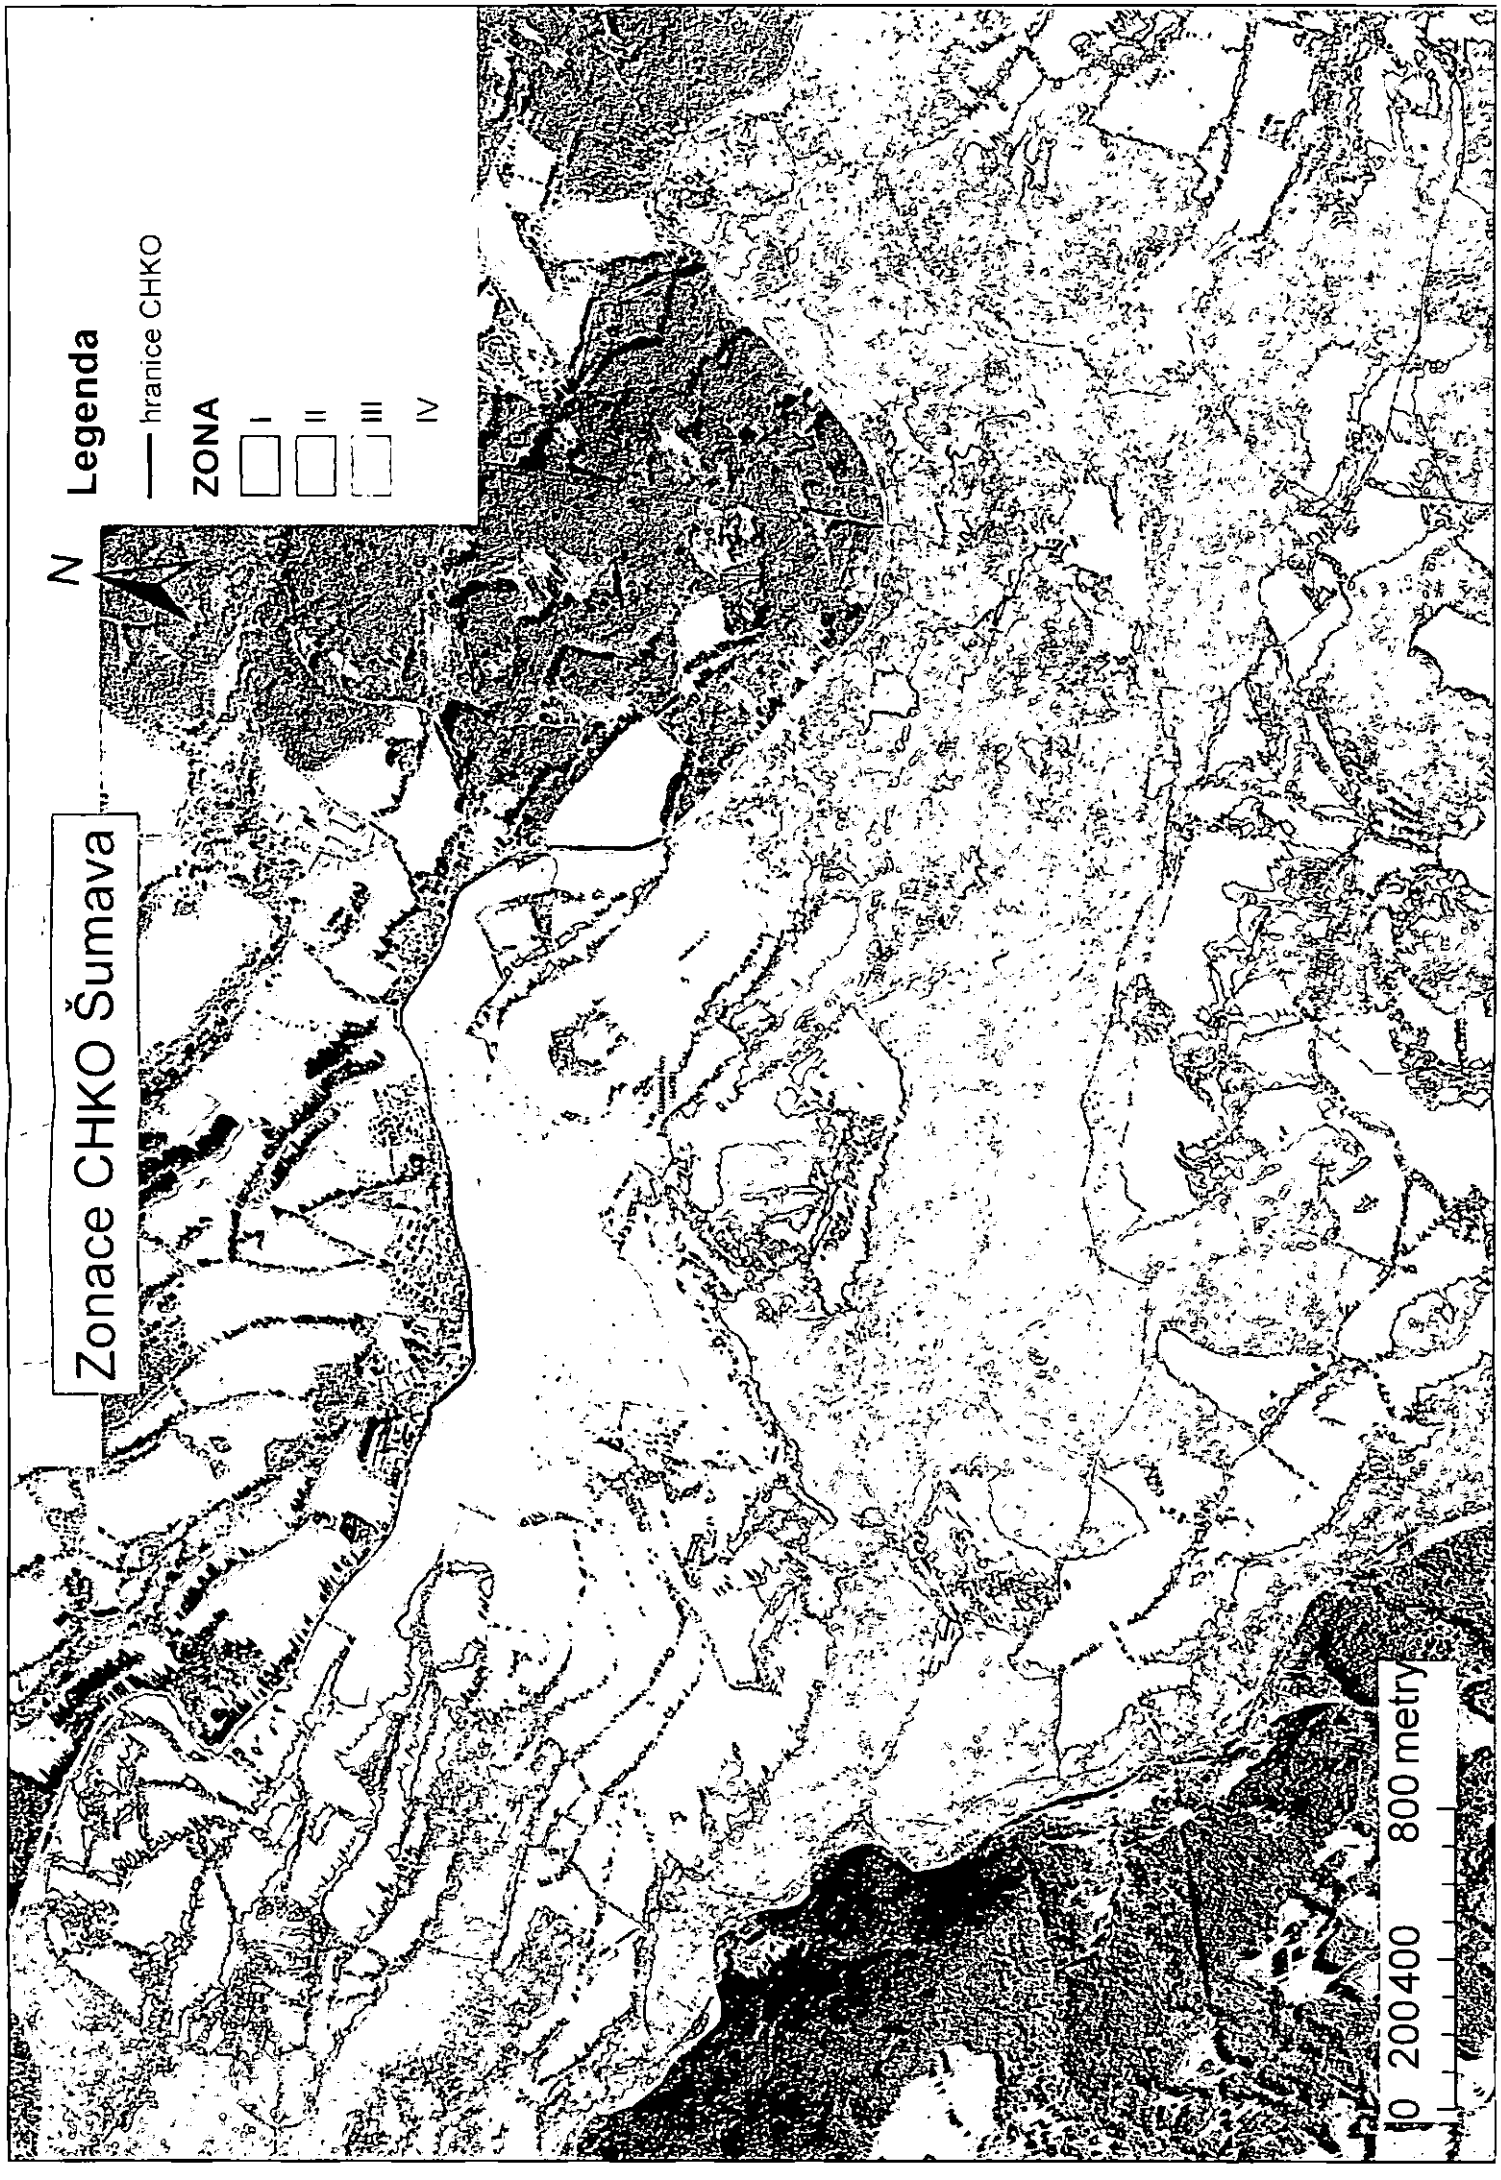 Zonace CHKO Šumava
N
Legenda
hranice CHKO
ZONA
I
II
III
IV
0 200 400 800 metry